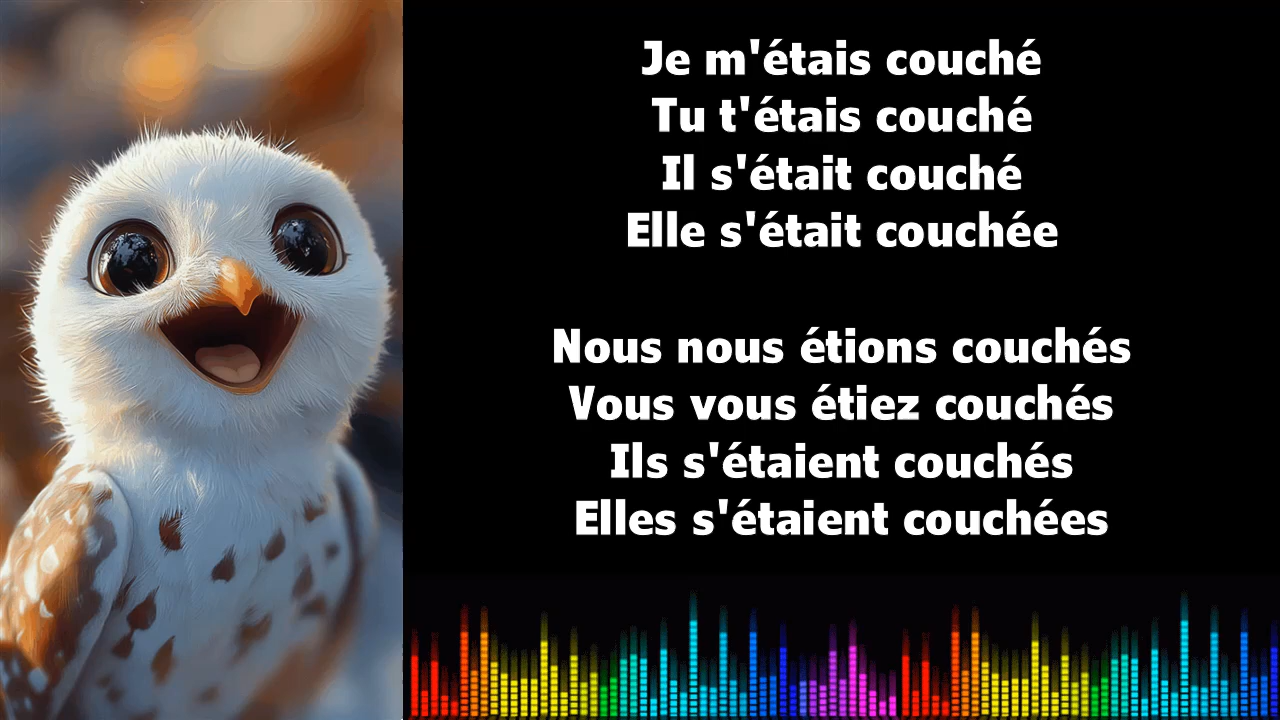 Je m'étais couché
Tu t'étais couché
Il s'était couché
Elle s'était couchée
Nous nous étions couchés
Vous vous étiez couchés
Ils s'étaient couchés
Elles s'étaient couchées